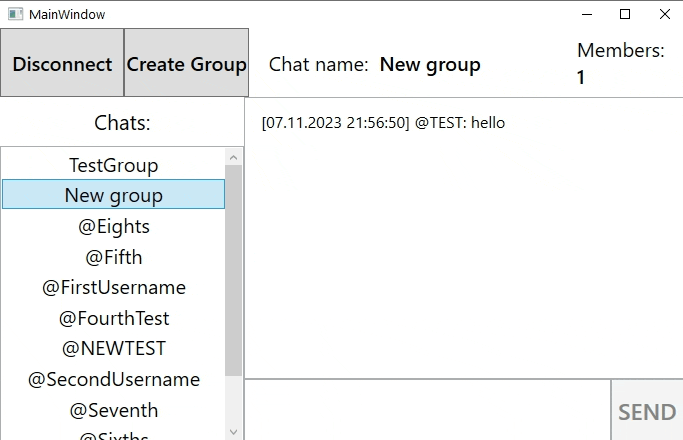 MainWindow
Disconnect
Create Group
Chat name: New group
Members:
1
Chats:
[07.11.2023 21:56:50] @TEST: hello
TestGroup
New group
@Eights
@Fifth
@FirstUsername
@FourthTest
@NEWTEST
@SecondUsername
@Seventh
@Sixths
SEND